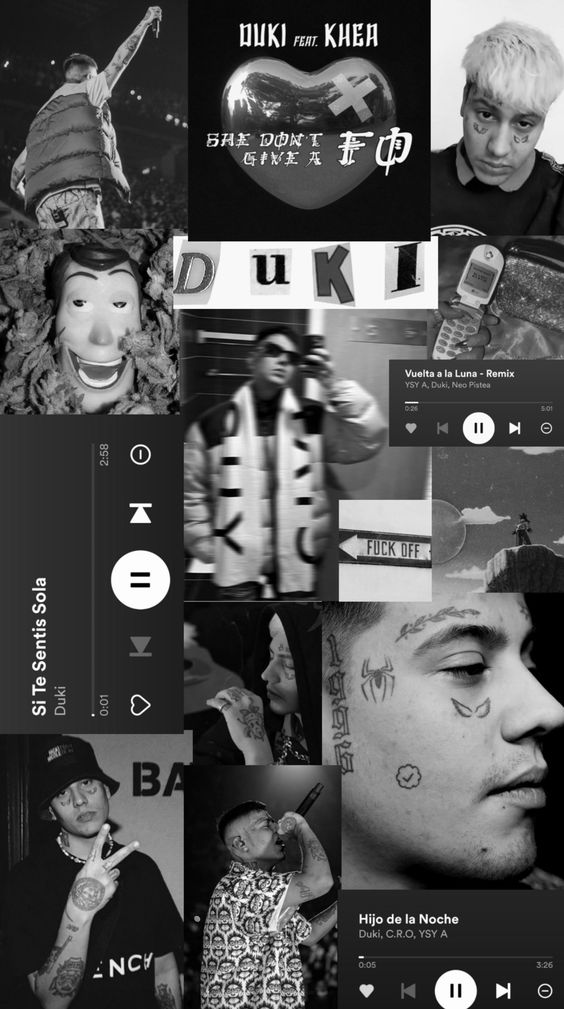 DUKI FEAT. KHEA
SHE DON'T
GIVE A FO
D u K I
Vuelta a la Luna - Remix
YSY A, Duki, Neo Pistea
0:26
5:01
FUCK OFF
Si Te Sentis Sola
Duki
0:01
2:58
1996
BA
ENCH
Hijo de la Noche
Duki, C.R.O, YSY A
0:05
3:26